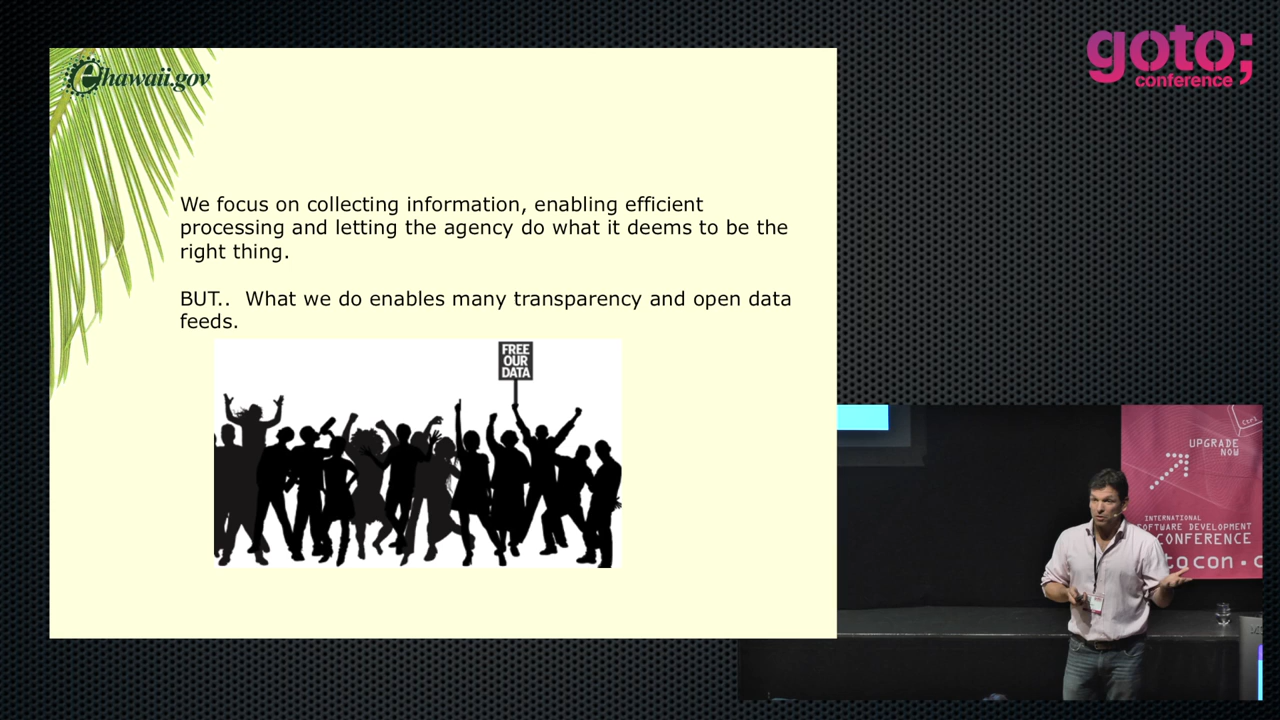 ehawaii.gov
We focus on collecting information, enabling efficient
processing and letting the agency do what it deems to be the
right thing.
BUT..  What we do enables many transparency and open data
feeds.
FREE
OUR
DATA
goto;
conference
Ctrl
UPGRADE
NOW
INTERNATIONAL
SOFTWARE DEVELOPMENT
CONFERENCE